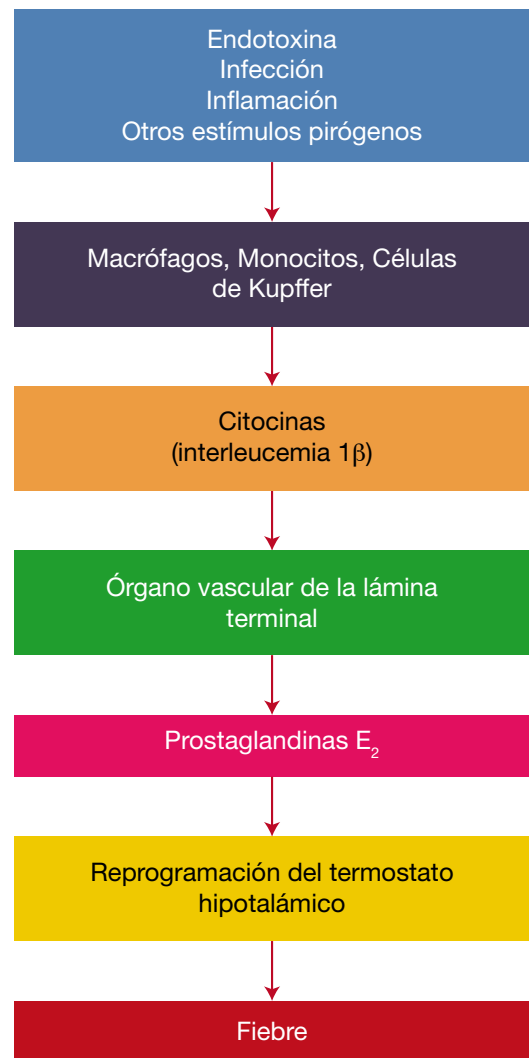 Endotoxina
Infección
Inflamación
Otros estímulos pirógenos
Macrófagos, Monocitos, Células
de Kupffer
Citocinas
(interleucemia 1β)
Órgano vascular de la lámina
terminal
Prostaglandinas E₂
Reprogramación del termostato
hipotalámico
Fiebre